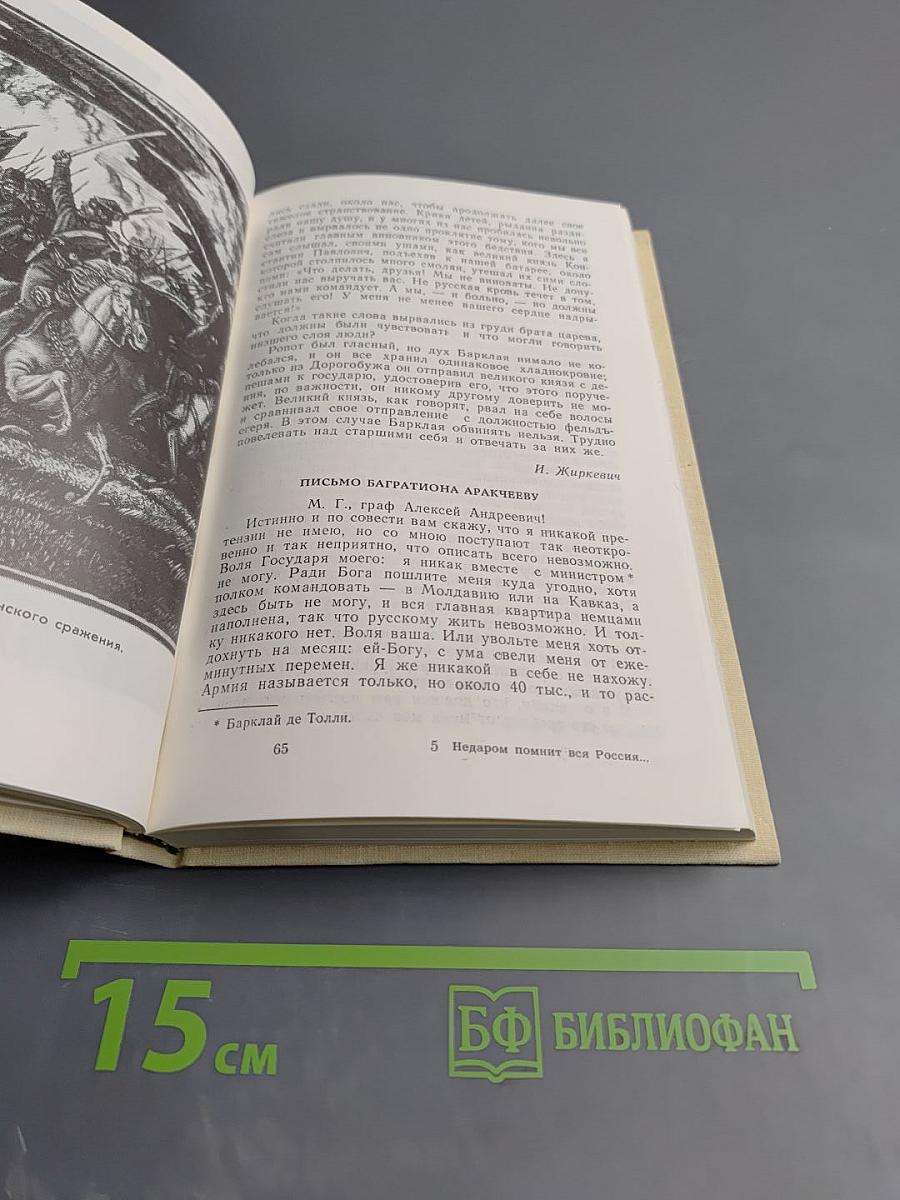 нского сражения.
лись сзади, около нас, чтобы продолжать далее свое
тяжелое странствование. Крики детей, рыдания разди-
рали нашу душу, и у многих из нас пробилась невольно
слеза и вырвалось не одно проклятие тому, кого мы все
считали главным виновником этого бедствия. Здесь я
сам слышал, своими ушами, как великий князь Кон-
стантин Павлович, подъехав к нашей батарее, около
которой столпилось много смолян, утешал их сими сло-
вами: «Что делать, друзья! Мы не виноваты. Не допу-
стили нас выручать вас. Не русская кровь течет в том,
кто нами командует. А мы, — и больно, — но должны
слушать его! У меня не менее вашего сердце надры-
вается!»
Когда такие слова вырвались из груди брата царева,
что должны были чувствовать и что могли говорить
низшего слоя люди?
Ропот был гласный, но дух Барклая нимало не ко-
лебался, и он все хранил одинаковое хладнокровие;
только из Дорогобужа он отправил великого князя с де-
пешами к государю, удостоверив его, что этого поруче-
ния, по важности, он никому другому доверить не мо-
жет. Великий князь, как говорят, рвал на себе волосы
и сравнивал свое отправление с должностью фельдъ-
егеря. В этом случае Барклая обвинять нельзя. Трудно
повелевать над старшими себя и отвечать за них же.
И. Жиркевич
ПИСЬМО БАГРАТИОНА АРАКЧЕЕВУ
М. Г., граф Алексей Андреевич!
Истинно и по совести вам скажу, что я никакой пре-
тензии не имею, но со мною поступают так неоткро-
венно и так неприятно, что описать всего невозможно.
Воля Государя моего: я никак вместе с министром*
не могу. Ради Бога пошлите меня куда угодно, хотя
полком командовать — в Молдавию или на Кавказ, а
здесь быть не могу, и вся главная квартира немцами
наполнена, так что русскому жить невозможно. И тол-
ку никакого нет. Воля ваша. Или увольте меня хоть от-
дохнуть на месяц: ей-Богу, с ума свели меня от еже-
минутных перемен. Я же никакой в себе не нахожу.
Армия называется только, но около 40 тыс., и то рас-
* Барклай де Толли.
65 5 Недаром помнит вся Россия...
15 см
БФ БИБЛИОФАН